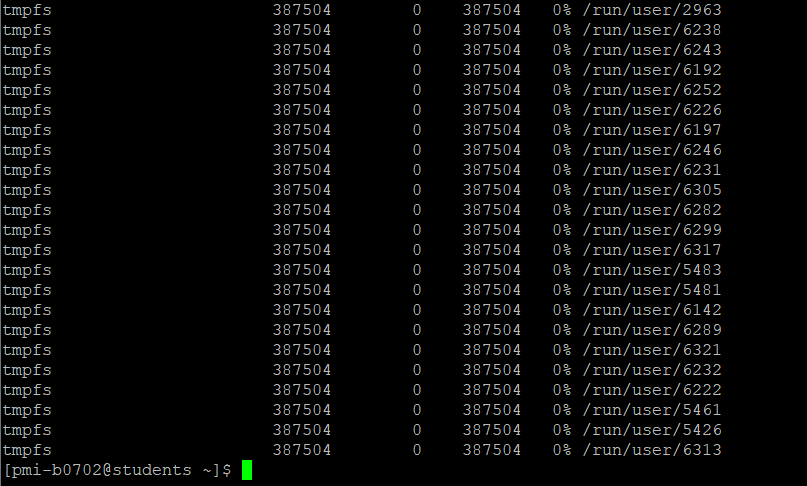 tmpfs 387504 0 387504 0% /run/user/2963
tmpfs 387504 0 387504 0% /run/user/6238
tmpfs 387504 0 387504 0% /run/user/6243
tmpfs 387504 0 387504 0% /run/user/6192
tmpfs 387504 0 387504 0% /run/user/6252
tmpfs 387504 0 387504 0% /run/user/6226
tmpfs 387504 0 387504 0% /run/user/6197
tmpfs 387504 0 387504 0% /run/user/6246
tmpfs 387504 0 387504 0% /run/user/6231
tmpfs 387504 0 387504 0% /run/user/6305
tmpfs 387504 0 387504 0% /run/user/6282
tmpfs 387504 0 387504 0% /run/user/6299
tmpfs 387504 0 387504 0% /run/user/6317
tmpfs 387504 0 387504 0% /run/user/5483
tmpfs 387504 0 387504 0% /run/user/5481
tmpfs 387504 0 387504 0% /run/user/6142
tmpfs 387504 0 387504 0% /run/user/6289
tmpfs 387504 0 387504 0% /run/user/6321
tmpfs 387504 0 387504 0% /run/user/6232
tmpfs 387504 0 387504 0% /run/user/6222
tmpfs 387504 0 387504 0% /run/user/5461
tmpfs 387504 0 387504 0% /run/user/5426
tmpfs 387504 0 387504 0% /run/user/6313
[pmi-b0702@students ~]$